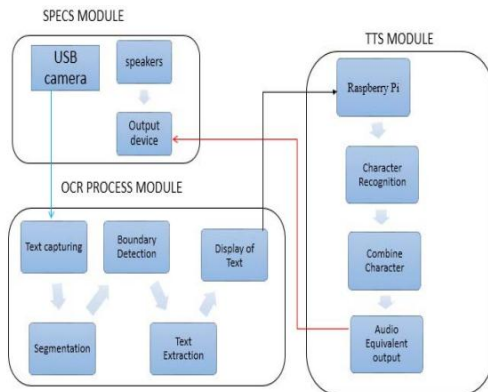 SPECS MODULE
USB
camera
speakers
Output
device
OCR PROCESS MODULE
Text capturing
Boundary
Detection
Display of
Text
Segmentation
Text
Extraction
TTS MODULE
Raspberry Pi
Character
Recognition
Combine
Character
Audio
Equivalent
output